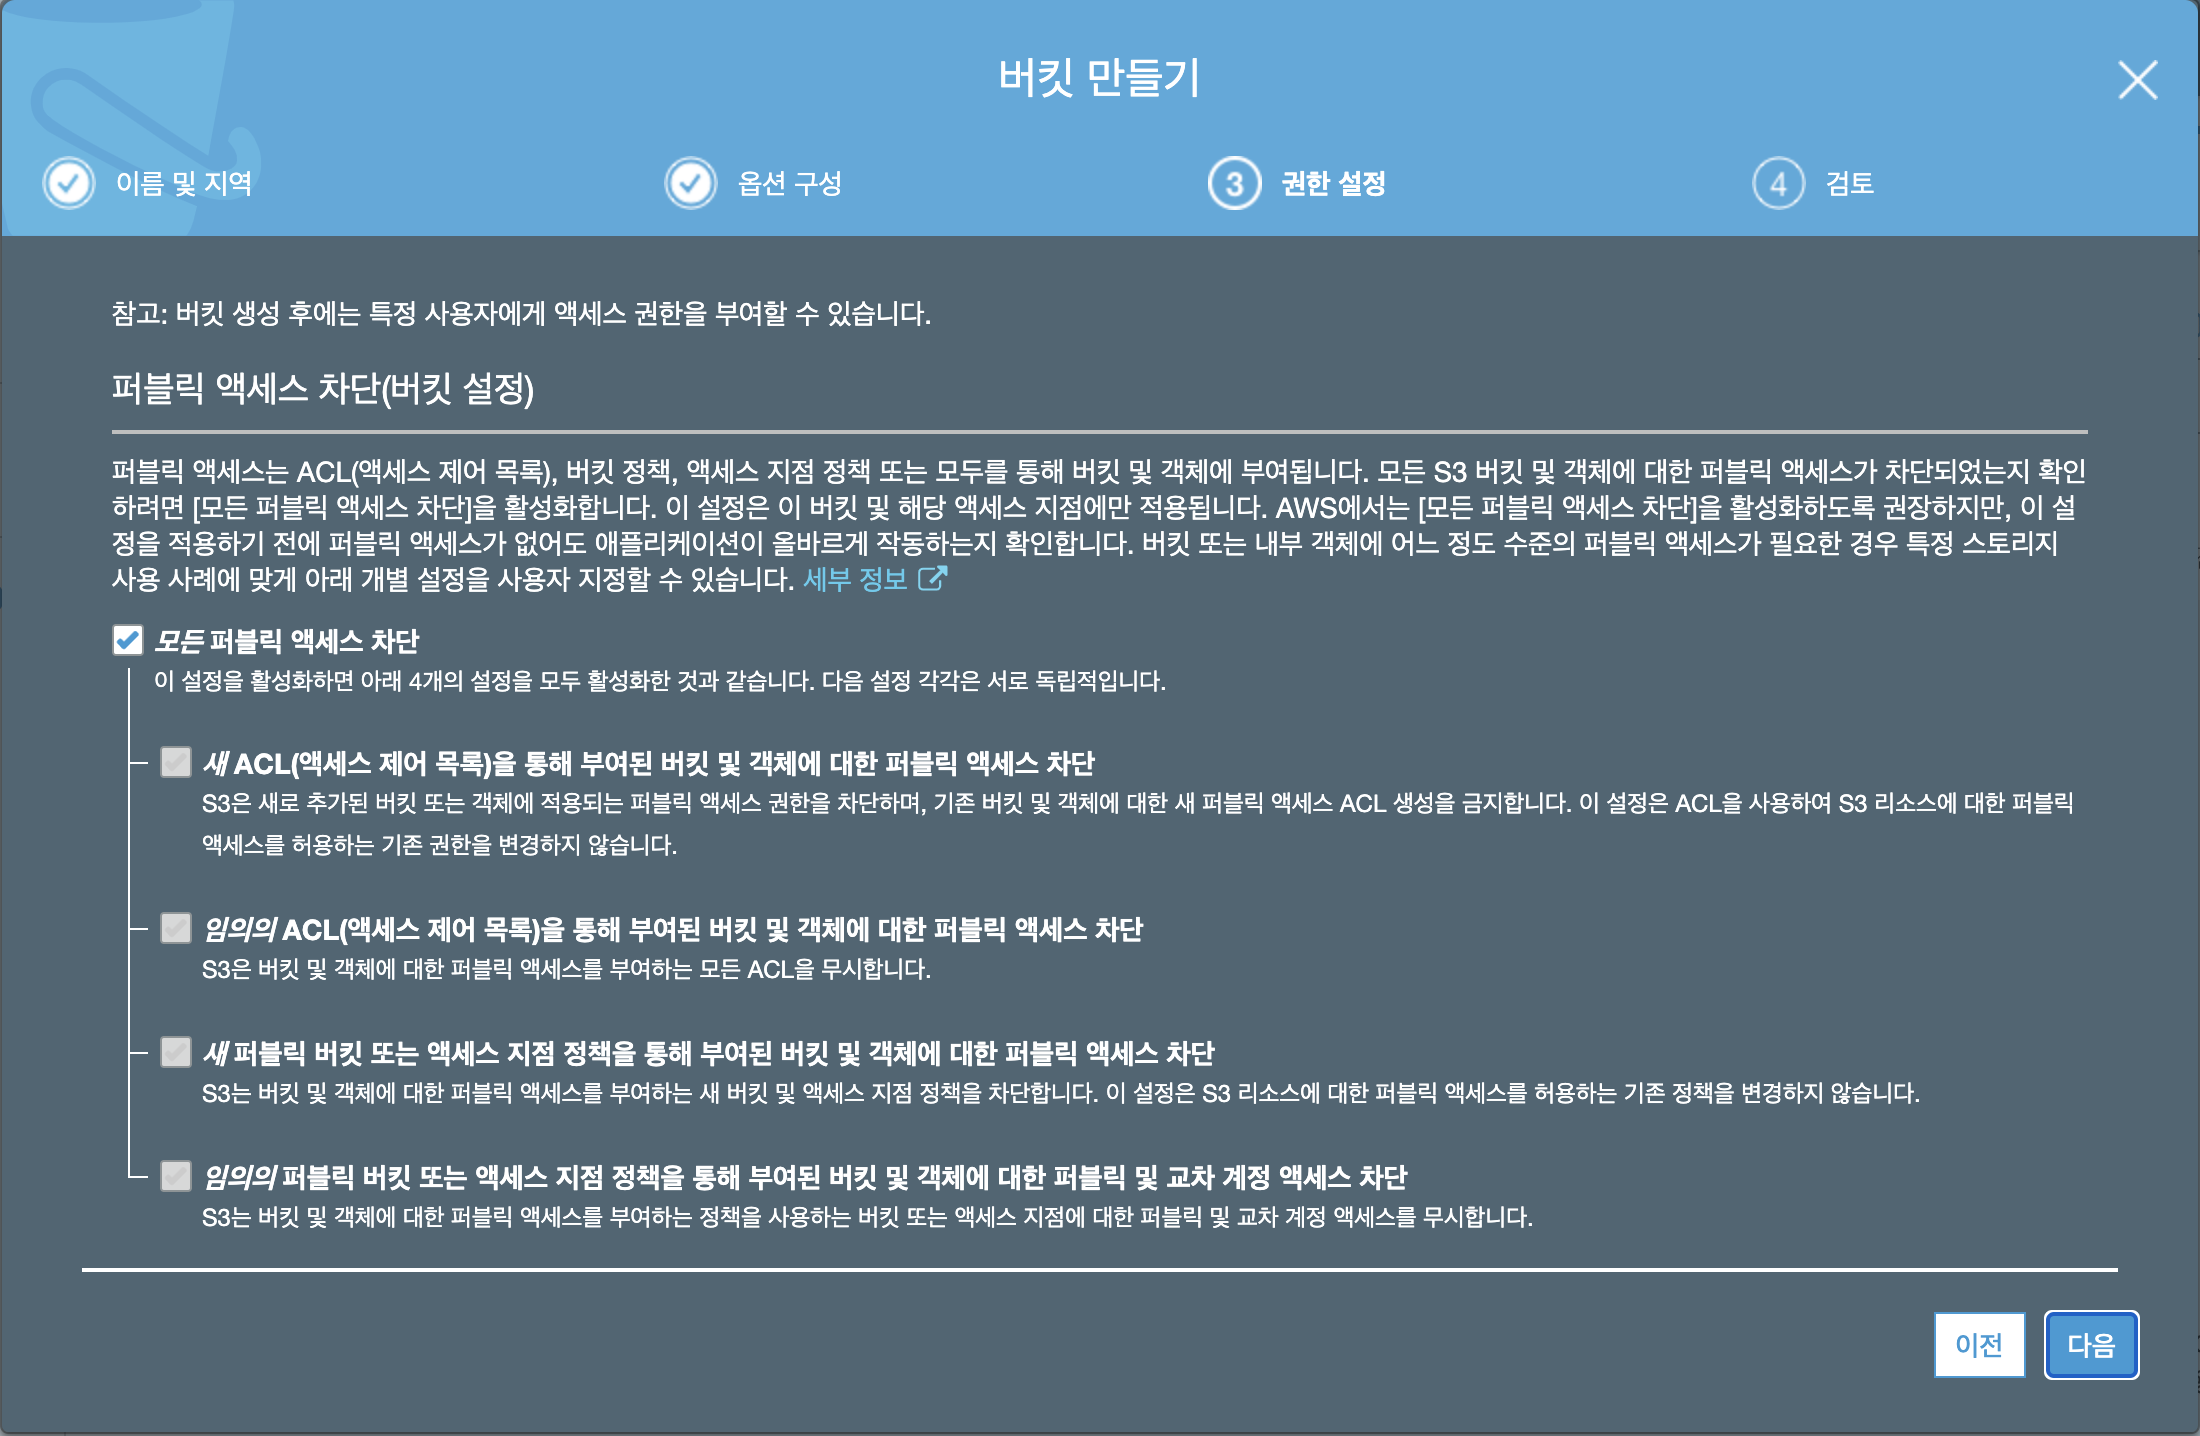 버킷 만들기
이름 및 지역
옵션 구성
3 권한 설정
4 검토
참고: 버킷 생성 후에는 특정 사용자에게 액세스 권한을 부여할 수 있습니다.
퍼블릭 액세스 차단(버킷 설정)
퍼블릭 액세스는 ACL(액세스 제어 목록), 버킷 정책, 액세스 지점 정책 또는 모두를 통해 버킷 및 객체에 부여됩니다. 모든 S3 버킷 및 객체에 대한 퍼블릭 액세스가 차단되었는지 확인
하려면 [모든 퍼블릭 액세스 차단]을 활성화합니다. 이 설정은 이 버킷 및 해당 액세스 지점에만 적용됩니다. AWS에서는 [모든 퍼블릭 액세스 차단]을 활성화하도록 권장하지만, 이 설
정을 적용하기 전에 퍼블릭 액세스가 없어도 애플리케이션이 올바르게 작동하는지 확인합니다. 버킷 또는 내부 객체에 어느 정도 수준의 퍼블릭 액세스가 필요한 경우 특정 스토리지
사용 사례에 맞게 아래 개별 설정을 사용자 지정할 수 있습니다. 세부 정보
모든 퍼블릭 액세스 차단
이 설정을 활성화하면 아래 4개의 설정을 모두 활성화한 것과 같습니다. 다음 설정 각각은 서로 독립적입니다.
새 ACL(액세스 제어 목록)을 통해 부여된 버킷 및 객체에 대한 퍼블릭 액세스 차단
S3은 새로 추가된 버킷 또는 객체에 적용되는 퍼블릭 액세스 권한을 차단하며, 기존 버킷 및 객체에 대한 새 퍼블릭 액세스 ACL 생성을 금지합니다. 이 설정은 ACL을 사용하여 S3 리소스에 대한 퍼블릭
액세스를 허용하는 기존 권한을 변경하지 않습니다.
임의의 ACL(액세스 제어 목록)을 통해 부여된 버킷 및 객체에 대한 퍼블릭 액세스 차단
S3은 버킷 및 객체에 대한 퍼블릭 액세스를 부여하는 모든 ACL을 무시합니다.
새 퍼블릭 버킷 또는 액세스 지점 정책을 통해 부여된 버킷 및 객체에 대한 퍼블릭 액세스 차단
S3는 버킷 및 객체에 대한 퍼블릭 액세스를 부여하는 새 버킷 및 액세스 지점 정책을 차단합니다. 이 설정은 S3 리소스에 대한 퍼블릭 액세스를 허용하는 기존 정책을 변경하지 않습니다.
임의의 퍼블릭 버킷 또는 액세스 지점 정책을 통해 부여된 버킷 및 객체에 대한 퍼블릭 및 교차 계정 액세스 차단
S3는 버킷 및 객체에 대한 퍼블릭 액세스를 부여하는 정책을 사용하는 버킷 또는 액세스 지점에 대한 퍼블릭 및 교차 계정 액세스를 무시합니다.
이전
다음